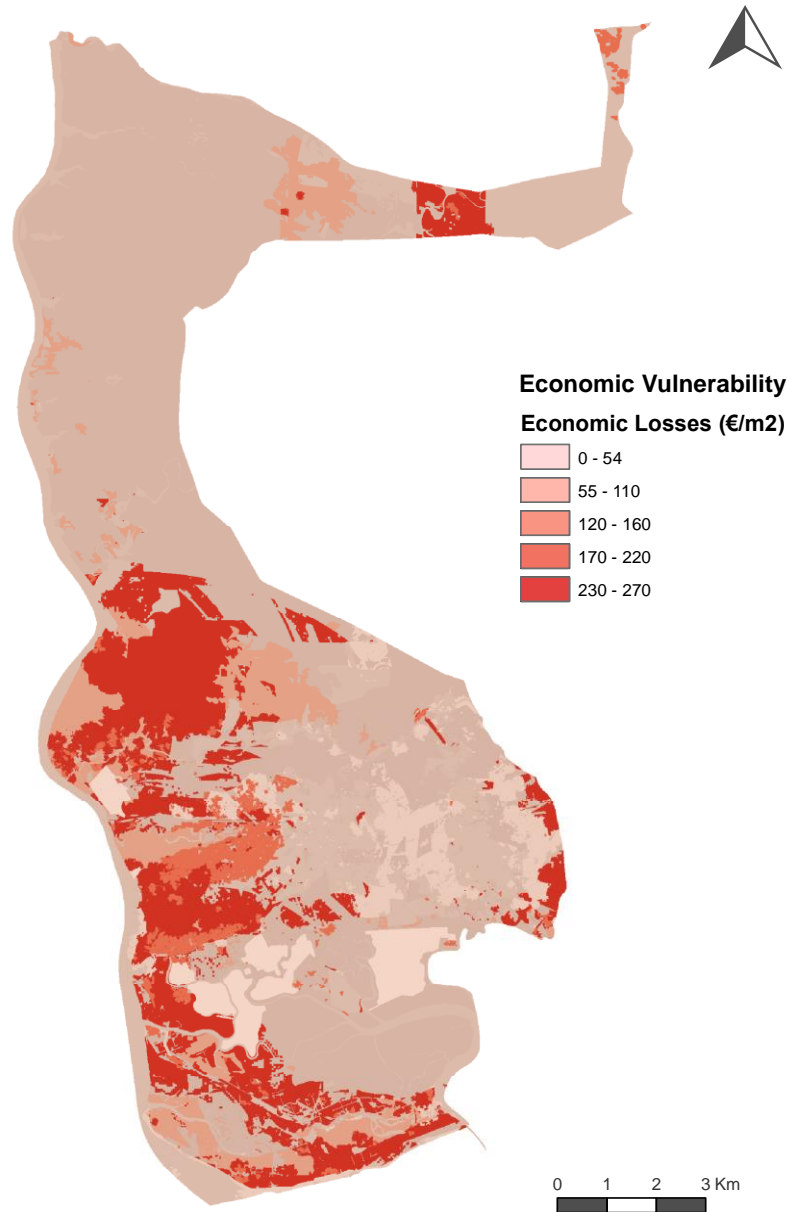 Economic Vulnerability
Economic Losses (€/m2)
0 - 54
55 - 110
120 - 160
170 - 220
230 - 270
0 1 2 3 Km